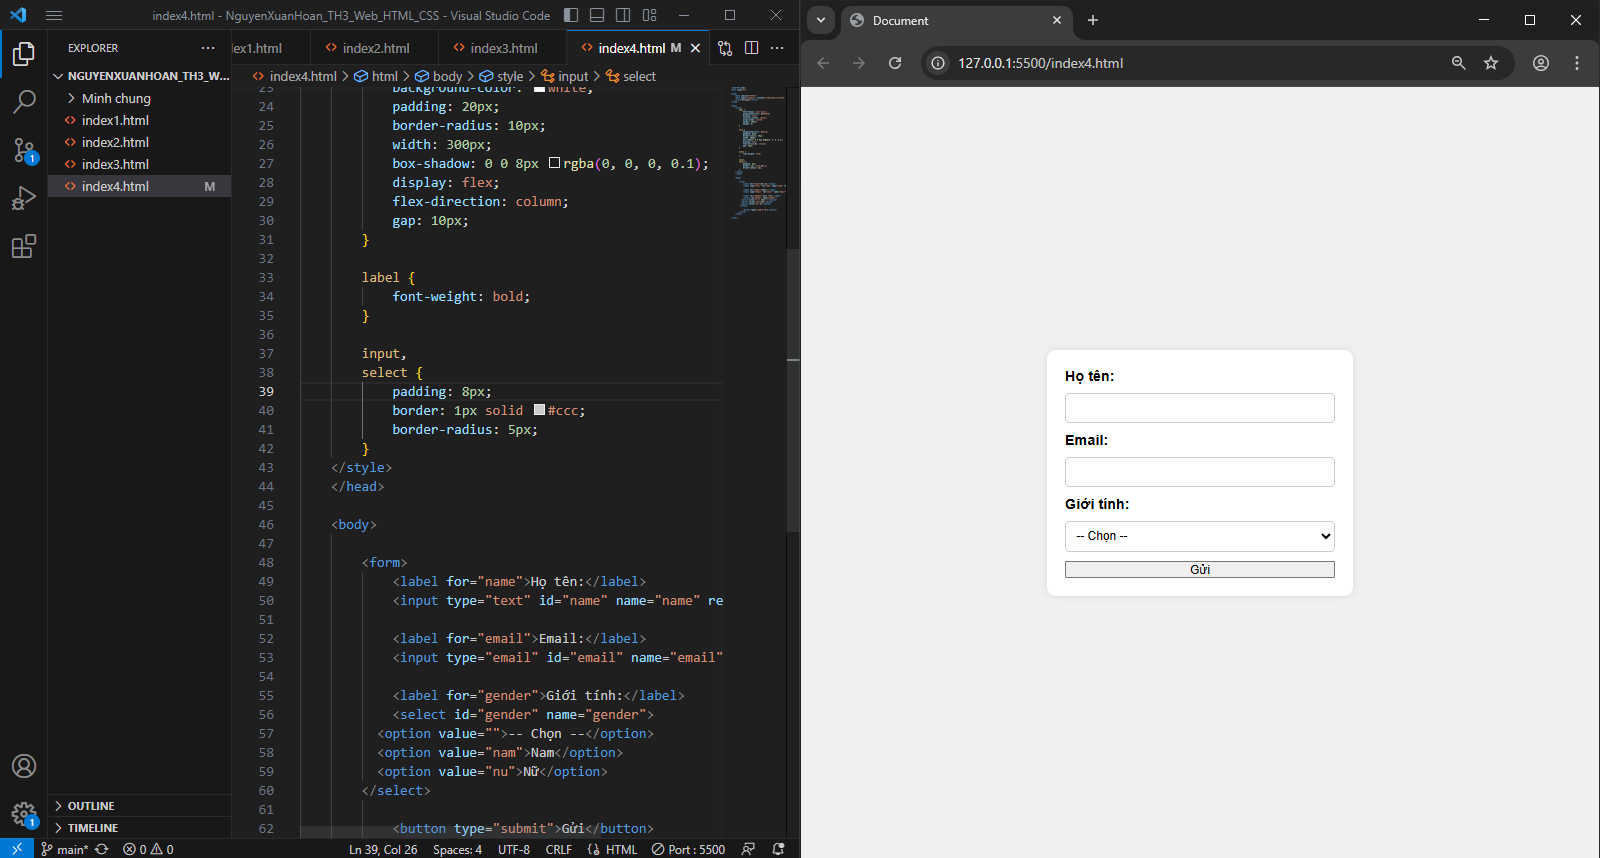 index4.html - NguyenXuanHoan_TH3_Web_HTML_CSS - Visual Studio Code
EXPLORER
NGUYENXUANHOAN_TH3_W...
Minh chung
index1.html
index2.html
index3.html
index4.html M
OUTLINE
TIMELINE
1
1
ex1.html
index2.html
index3.html
index4.html M
index4.html > html > body > style > input > select
23 background-color: white;
24 padding: 20px;
25 border-radius: 10px;
26 width: 300px;
27 box-shadow: 0 0 8px rgba(0, 0, 0, 0.1);
28 display: flex;
29 flex-direction: column;
30 gap: 10px;
31 }
32
33 label {
34 font-weight: bold;
35 }
36
37 input,
38 select {
39 padding: 8px;
40 border: 1px solid #ccc;
41 border-radius: 5px;
42 }
43 </style>
44 </head>
45
46 <body>
47
48 <form>
49 <label for="name">Họ tên:</label>
50 <input type="text" id="name" name="name" re
51
52 <label for="email">Email:</label>
53 <input type="email" id="email" name="email"
54
55 <label for="gender">Giới tính:</label>
56 <select id="gender" name="gender">
57 <option value="">-- Chọn --</option>
58 <option value="nam">Nam</option>
59 <option value="nu">Nữ</option>
60 </select>
61
62 <button type="submit">Gửi</button>
main* 0 0 Ln 39, Col 26 Spaces: 4 UTF-8 CRLF HTML Port : 5500
Document
127.0.0.1:5500/index4.html
Họ tên:
Email:
Giới tính:
-- Chọn --
Gửi